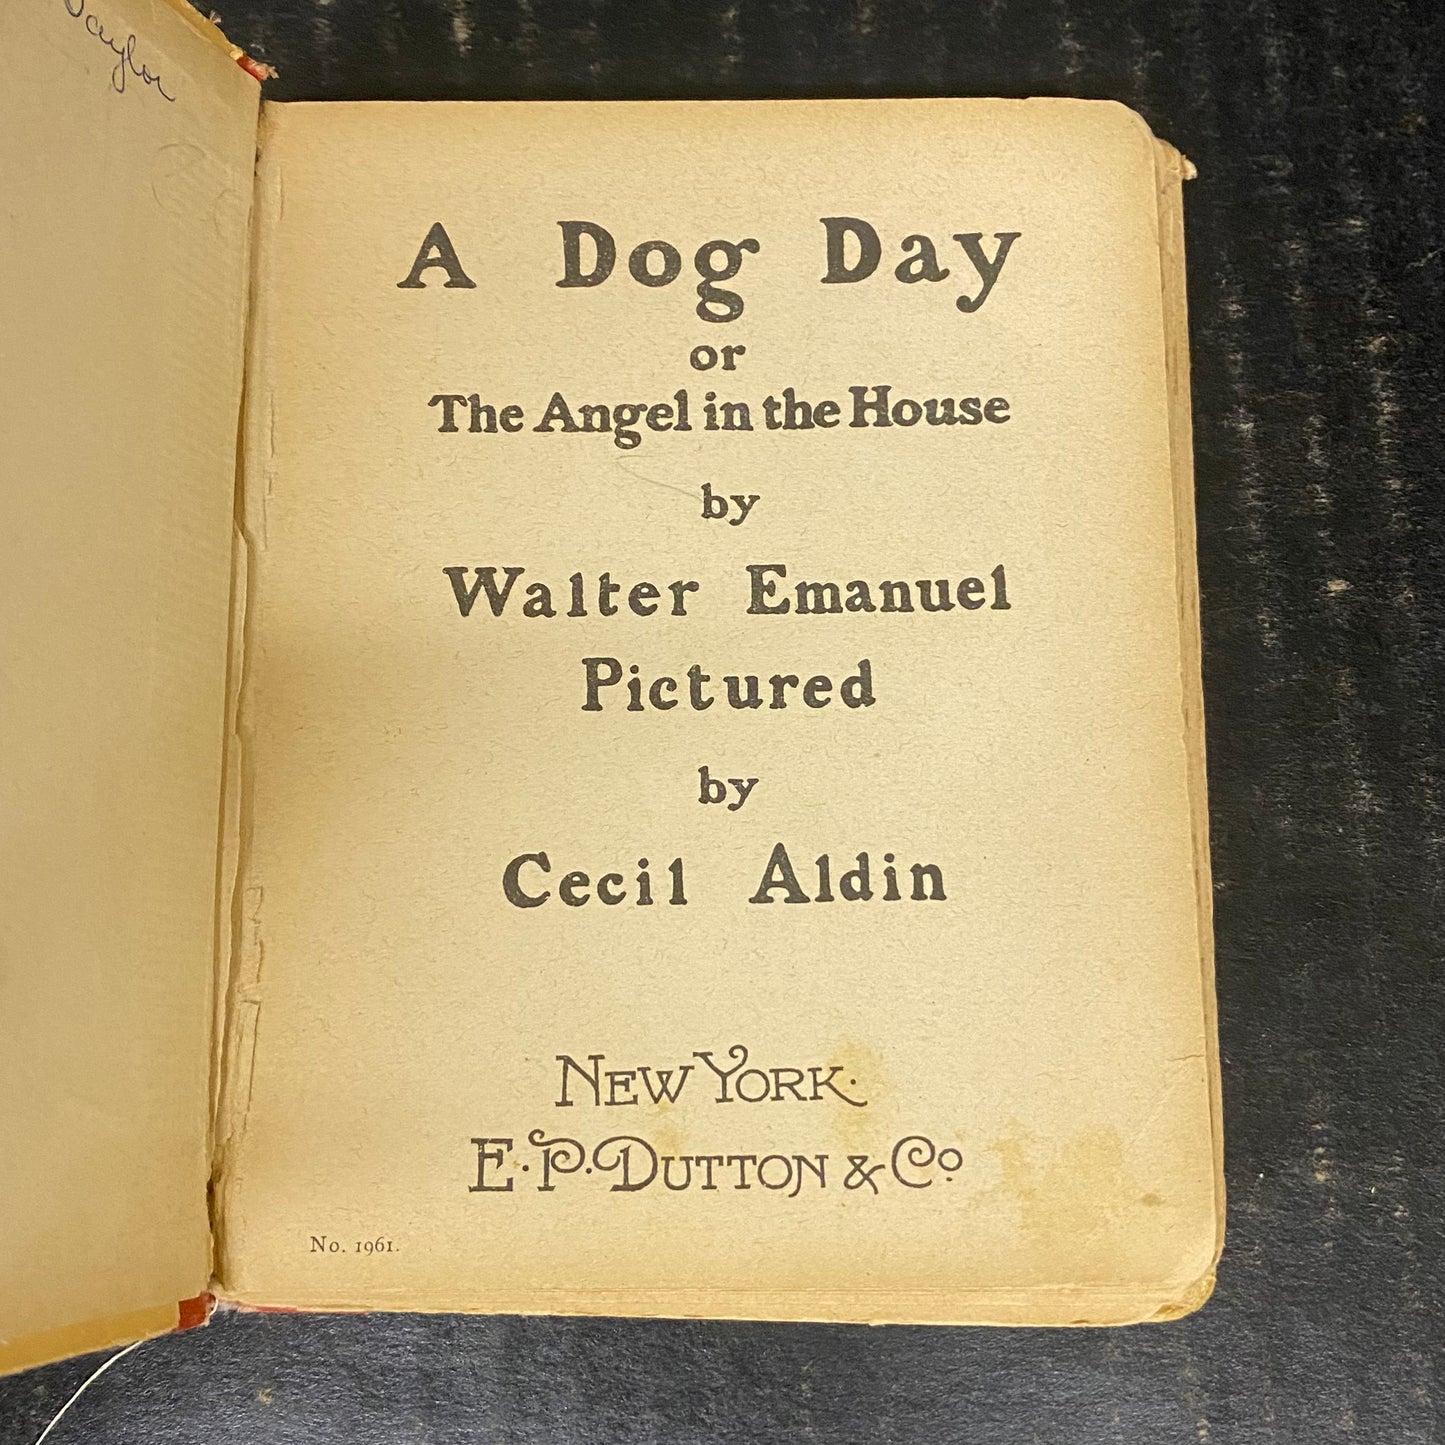 Taylor
A Dog Day
or
The Angel in the House
by
Walter Emanuel
Pictured
by
Cecil Aldin
NEW YORK.
E. P. DUTTON & Co
No. 1961.